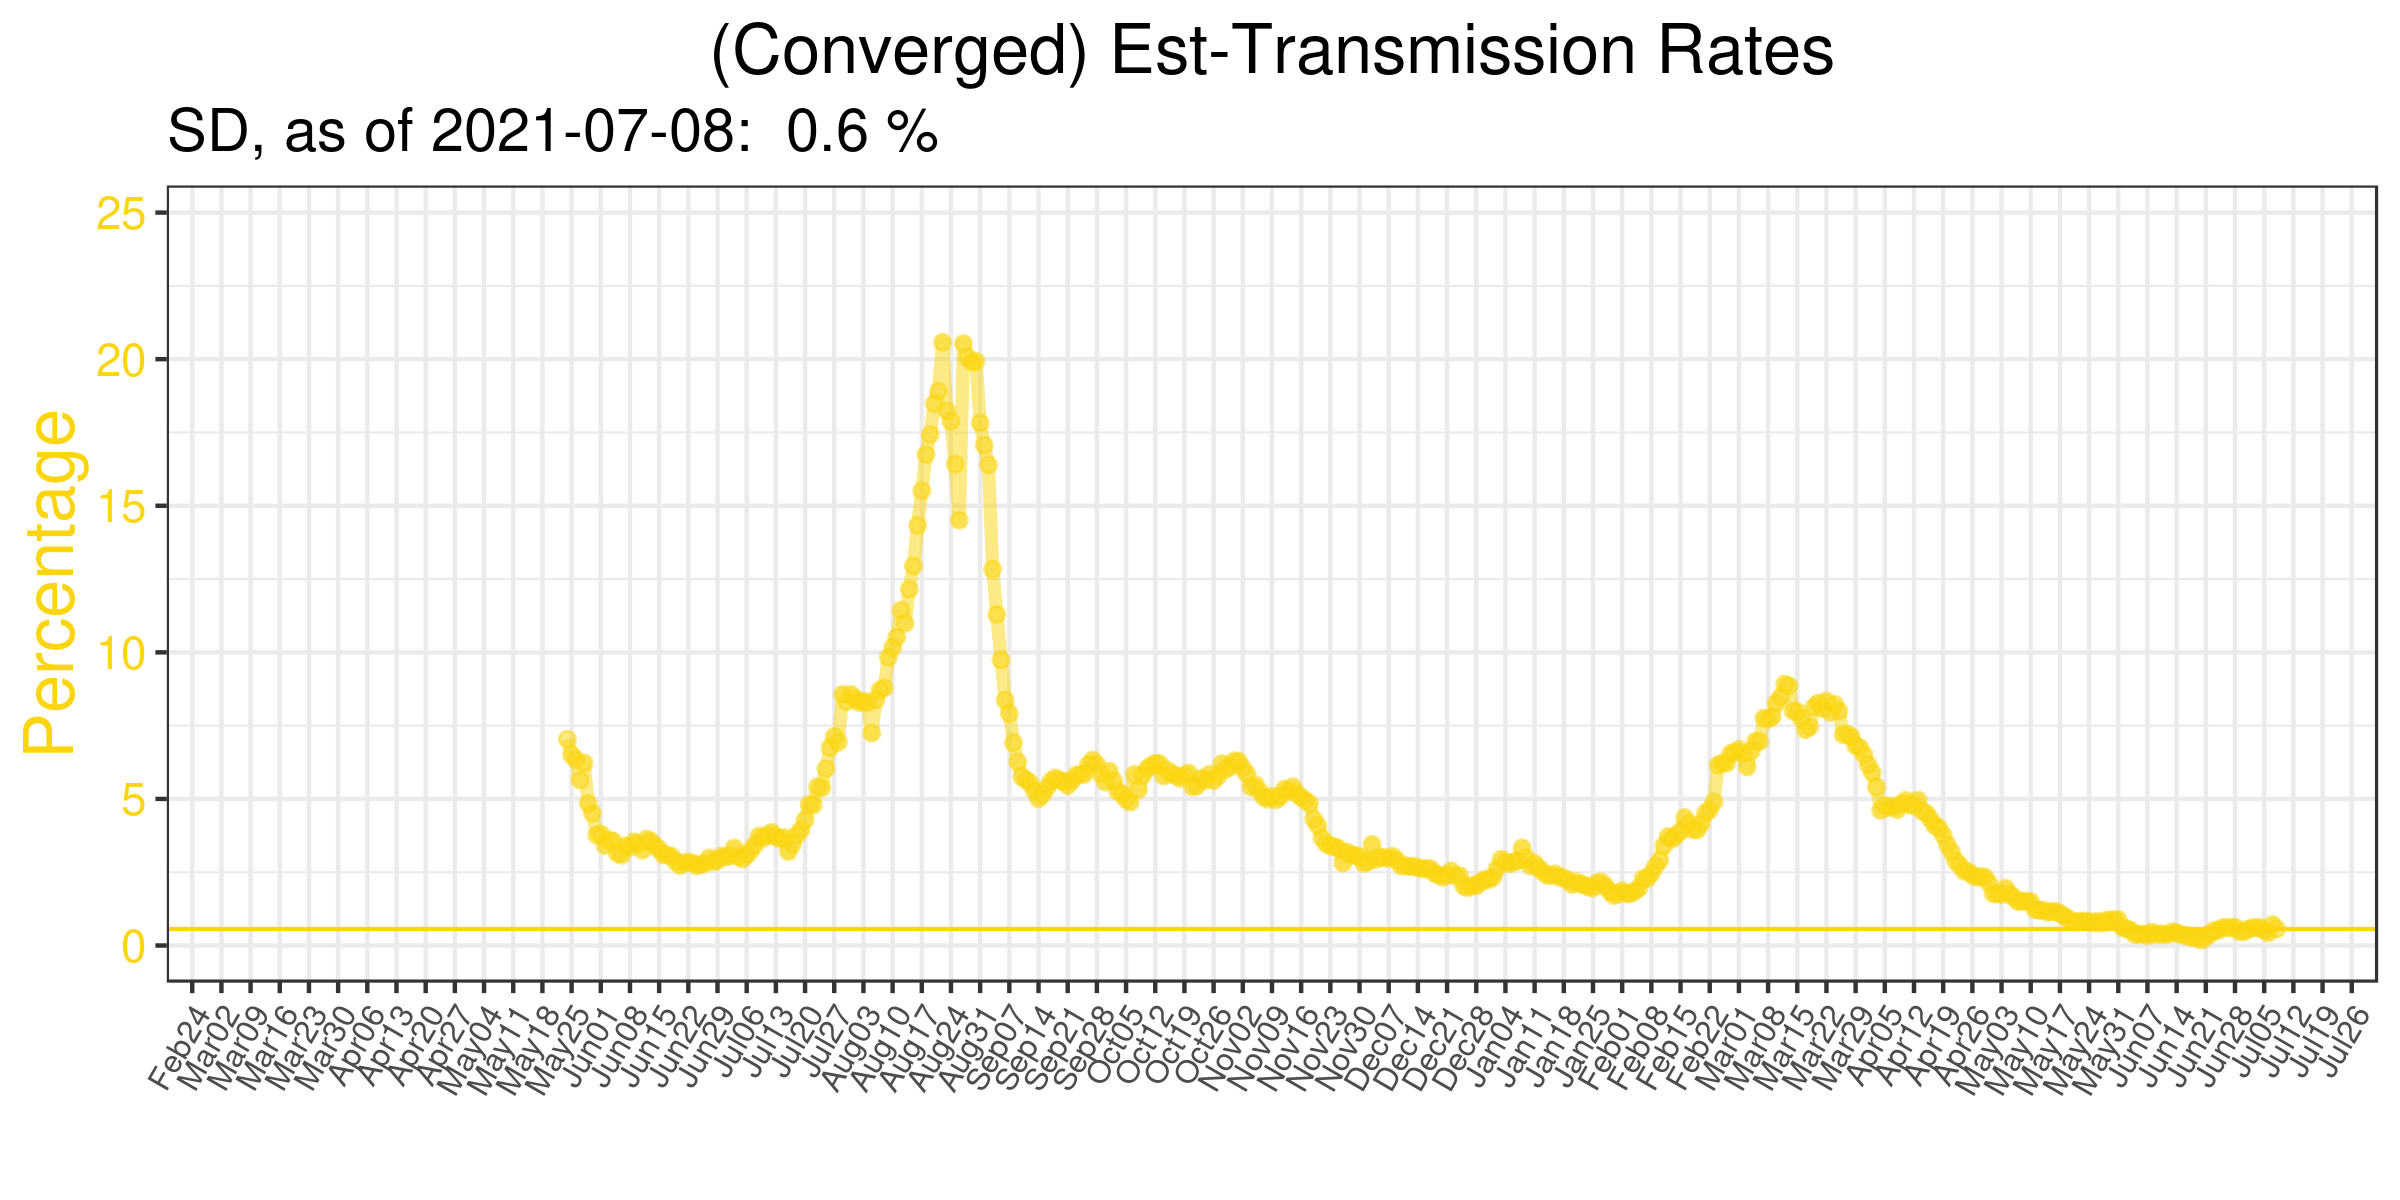 (Converged) Est-Transmission Rates
SD, as of 2021-07-08:  0.6 %
Percentage
25
20
15
10
5
0
Feb24
Mar02
Mar09
Mar16
Mar23
Mar30
Apr06
Apr13
Apr20
Apr27
May04
May11
May18
May25
Jun01
Jun08
Jun15
Jun22
Jun29
Jul06
Jul13
Jul20
Jul27
Aug03
Aug10
Aug17
Aug24
Aug31
Sep07
Sep14
Sep21
Sep28
Oct05
Oct12
Oct19
Oct26
Nov02
Nov09
Nov16
Nov23
Nov30
Dec07
Dec14
Dec21
Dec28
Jan04
Jan11
Jan18
Jan25
Feb01
Feb08
Feb15
Feb22
Mar01
Mar08
Mar15
Mar22
Mar29
Apr05
Apr12
Apr19
Apr26
May03
May10
May17
May24
May31
Jun07
Jun14
Jun21
Jun28
Jul05
Jul12
Jul19
Jul26